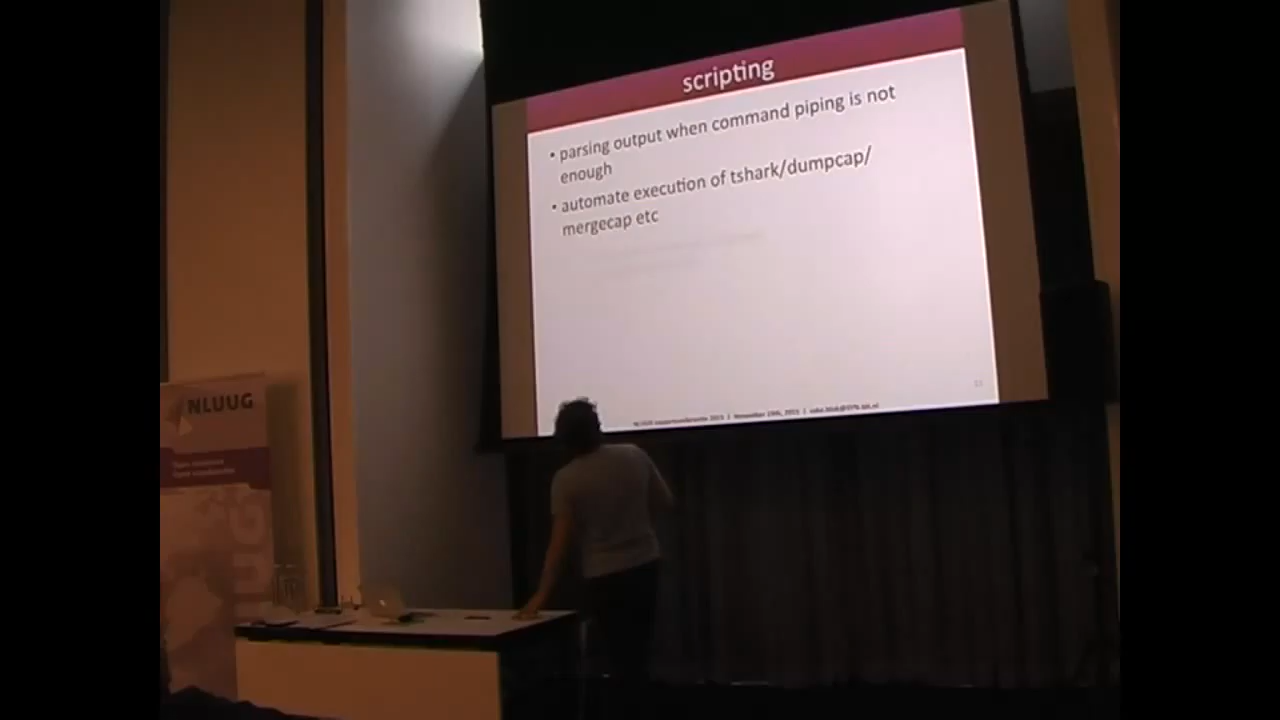 scripting
• parsing output when command piping is not
enough
• automate execution of tshark/dumpcap/
mergecap etc
NLUUG